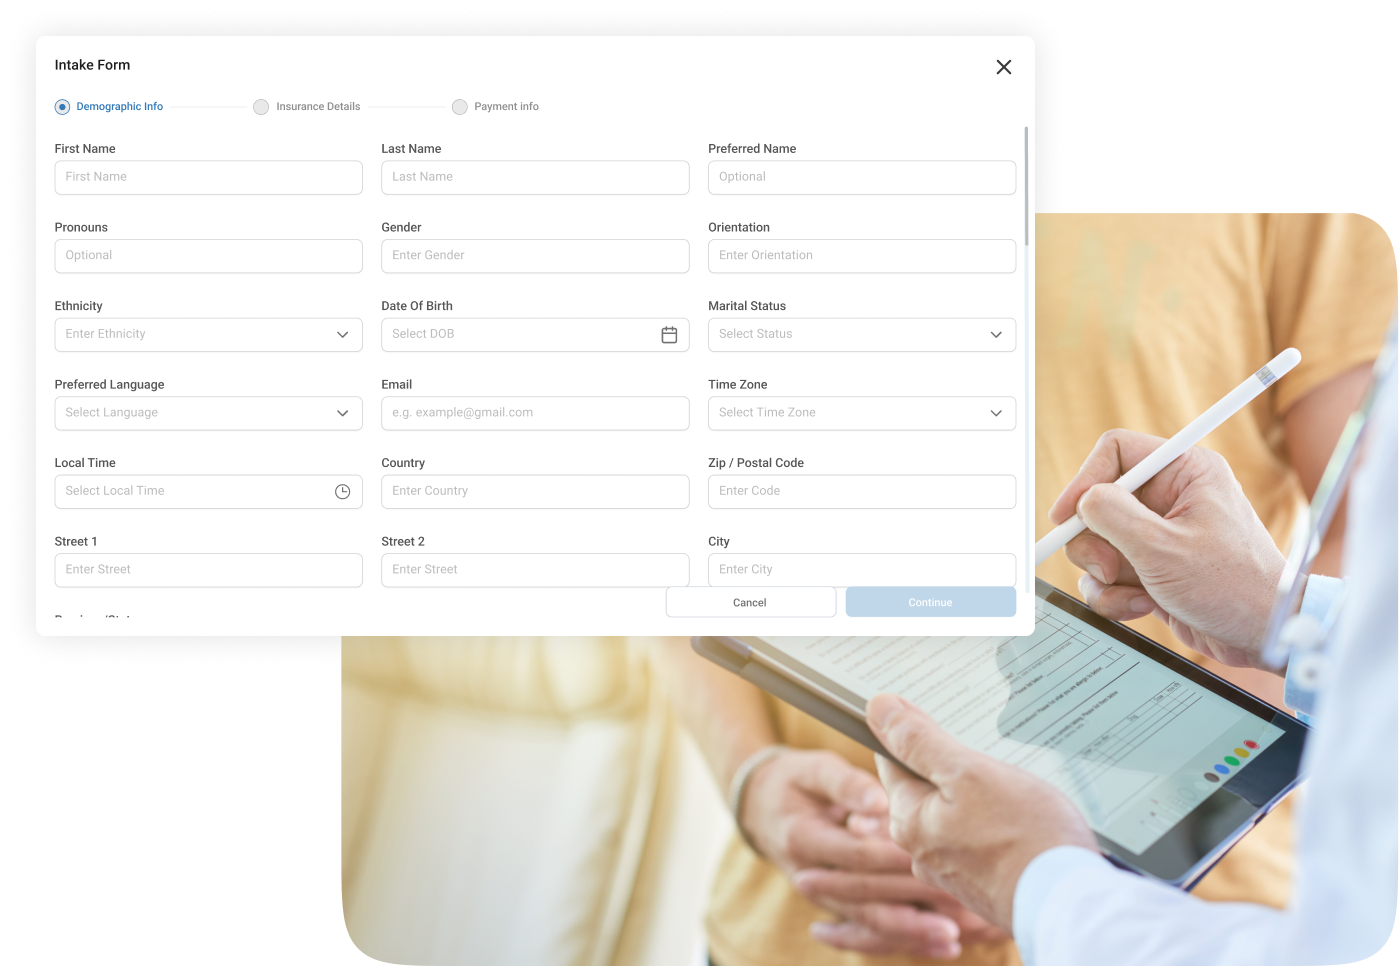 Intake Form
Demographic Info Insurance Details Payment info
First Name Last Name Preferred Name
First Name Last Name Optional
Pronouns Gender Orientation
Optional Enter Gender Enter Orientation
Ethnicity Date Of Birth Marital Status
Enter Ethnicity Select DOB Select Status
Preferred Language Email Time Zone
Select Language e.g. example@gmail.com Select Time Zone
Local Time Country Zip / Postal Code
Select Local Time Enter Country Enter Code
Street 1 Street 2 City
Enter Street Enter Street Enter City
Cancel Continue